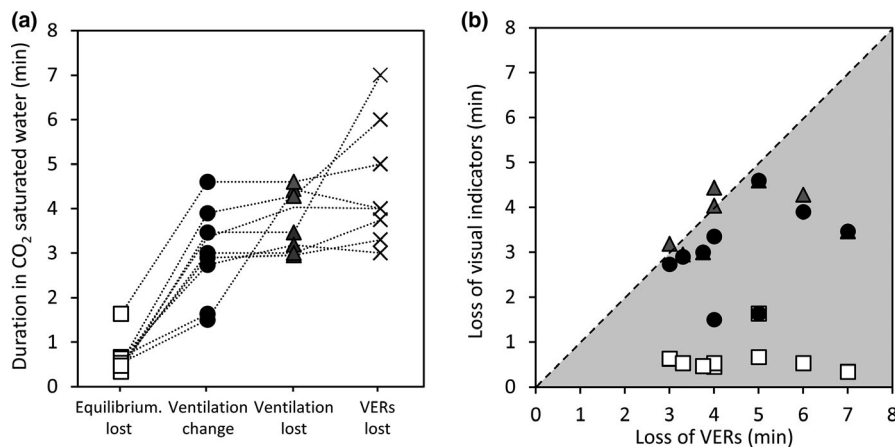 (a)
Duration in CO2 saturated water (min)
8
7
6
5
4
3
2
1
0
Equilibrium. lost
Ventilation change
Ventilation lost
VERs lost
(b)
Loss of visual indicators (min)
8
7
6
5
4
3
2
1
0
0 1 2 3 4 5 6 7 8
Loss of VERs (min)